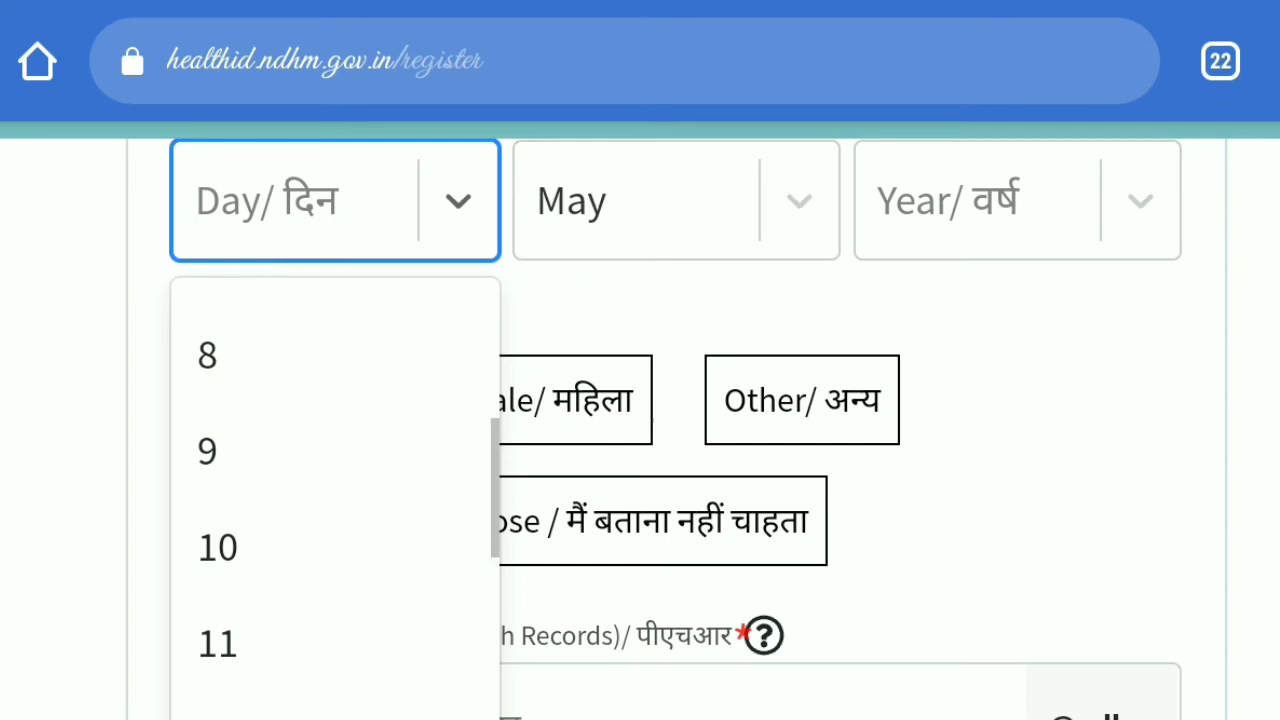 healthid.ndhm.gov.in/register
22
Day/ दिन
May
Year/ वर्ष
8
ale/ महिला
Other/ अन्य
9
ose / मैं बताना नहीं चाहता
10
h Records)/ पीएचआर*?
11